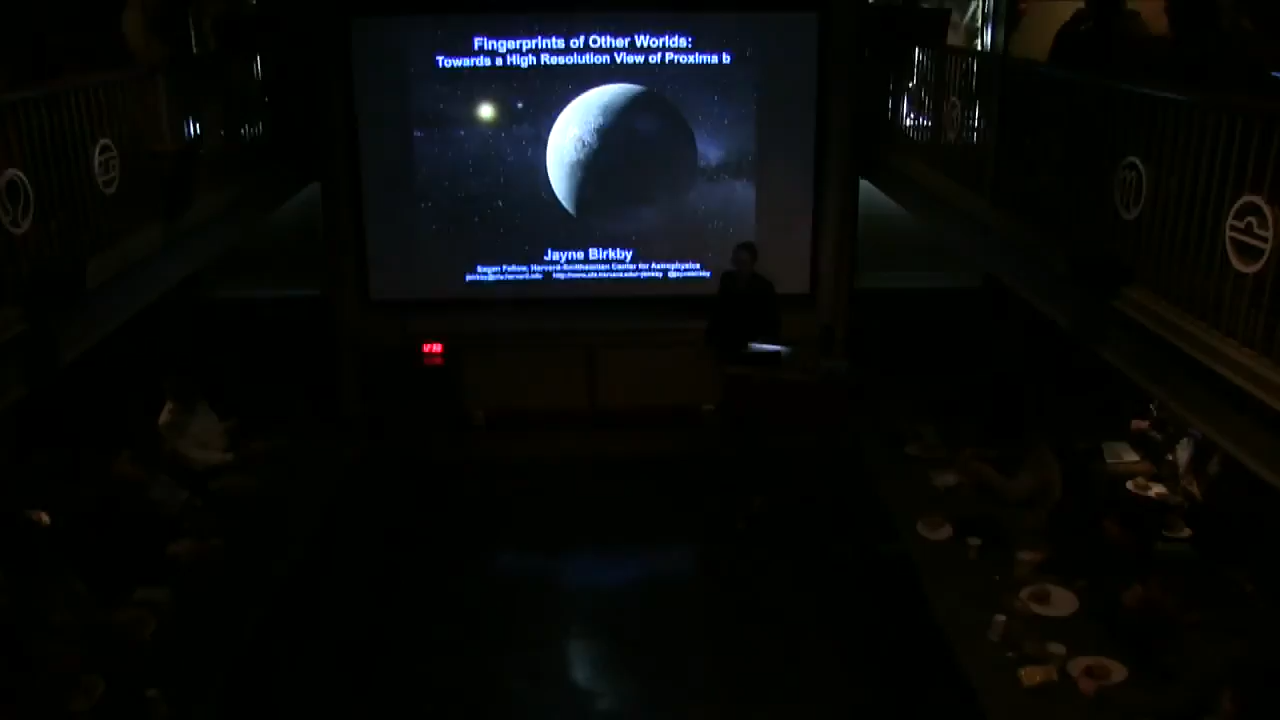 Fingerprints of Other Worlds:
Towards a High Resolution View of Proxima b
Jayne Birkby
Sagan Fellow, Harvard-Smithsonian Center for Astrophysics